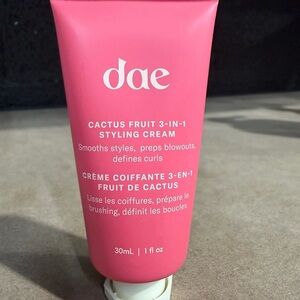 dae
CACTUS FRUIT 3-IN-1
STYLING CREAM
Smooths styles, preps blowouts,
defines curls
CRÈME COIFFANTE 3-EN-1
FRUIT DE CACTUS
Lisse les coiffures, prépare le
brushing, définit les boucles
30mL | 1 fl oz